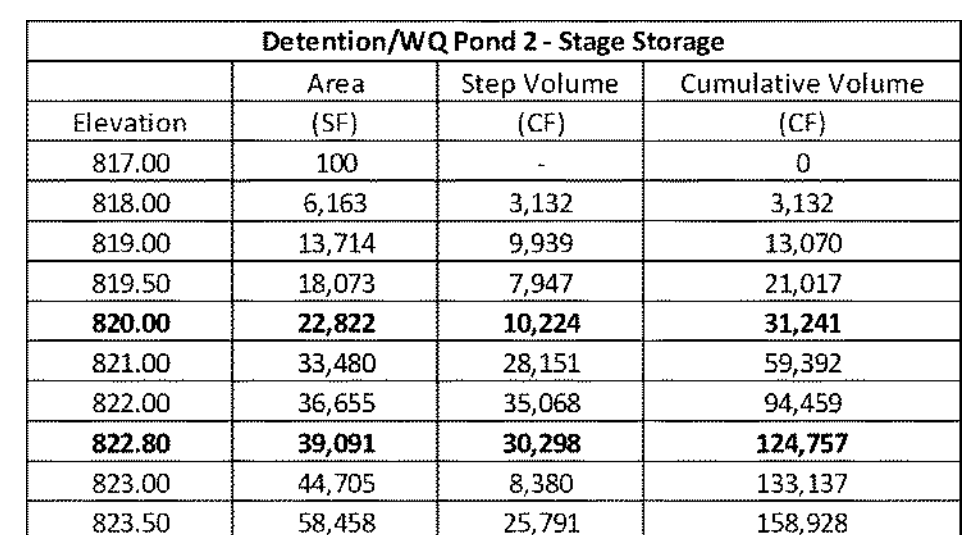 Detention/WQ Pond 2 - Stage Storage
Area Step Volume Cumulative Volume
Elevation (SF) (CF) (CF)
817.00 100 - 0
818.00 6,163 3,132 3,132
819.00 13,714 9,939 13,070
819.50 18,073 7,947 21,017
820.00 22,822 10,224 31,241
821.00 33,480 28,151 59,392
822.00 36,655 35,068 94,459
822.80 39,091 30,298 124,757
823.00 44,705 8,380 133,137
823.50 58,458 25,791 158,928